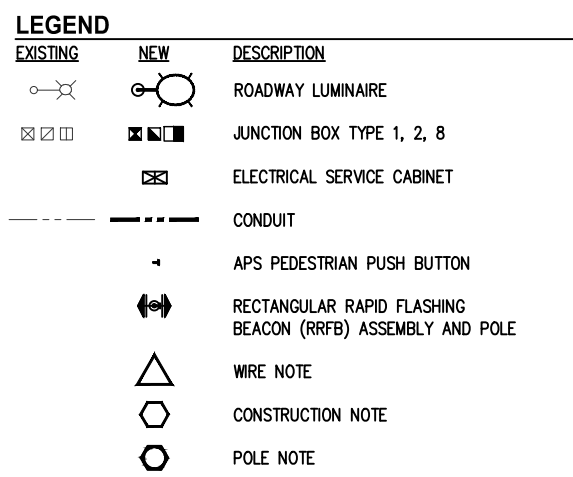 LEGEND
EXISTING NEW DESCRIPTION
ROADWAY LUMINAIRE
JUNCTION BOX TYPE 1, 2, 8
ELECTRICAL SERVICE CABINET
CONDUIT
APS PEDESTRIAN PUSH BUTTON
RECTANGULAR RAPID FLASHING
BEACON (RRFB) ASSEMBLY AND POLE
WIRE NOTE
CONSTRUCTION NOTE
POLE NOTE